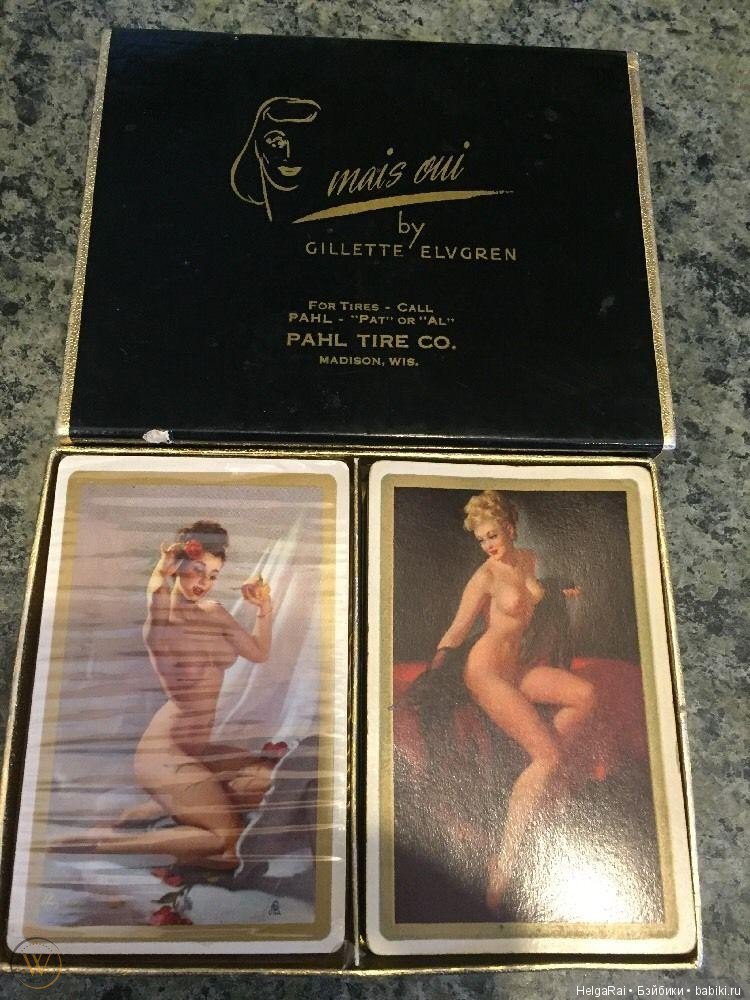 mais oui
by
GILLETTE ELVGREN
FOR TIRES - CALL
PAHL - "PAT" OR "AL"
PAHL TIRE CO.
MADISON, WIS.
W
HelgaRai • Бэйбики • babiki.ru